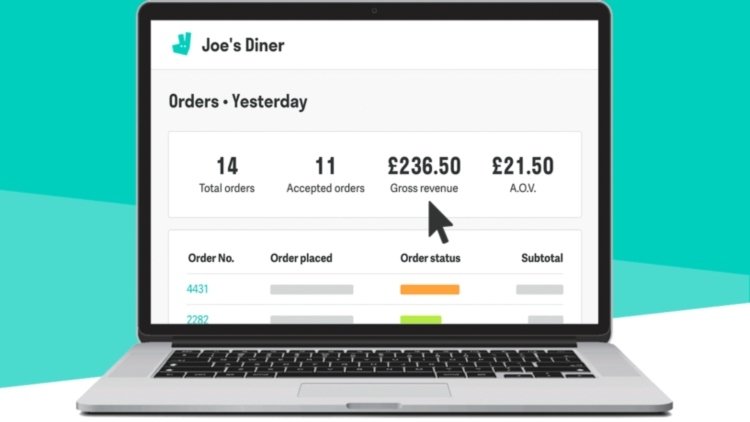 Joe's Diner
Orders • Yesterday
14 11 £236.50 £21.50
Total orders Accepted orders Gross revenue A.O.V.
Order No. Order placed Order status Subtotal
4431
2282